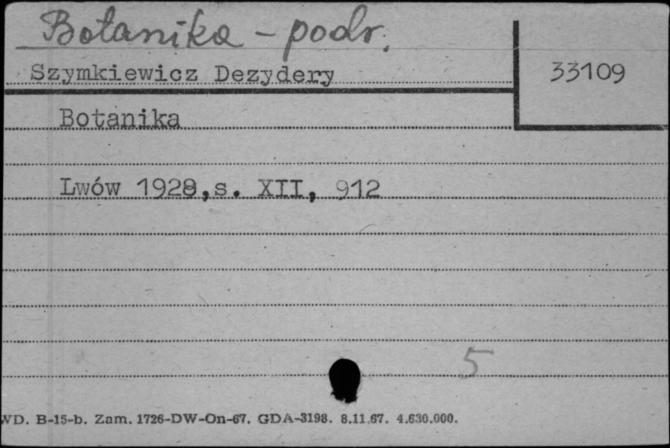 Botanika - podr.
Szymkiewicz Dezydery
33109
Botanika
Lwów 1928,s. XII, 912
5
WD. B-15-b. Zam. 1726-DW-On-67. GDA-3198. 8.11.67. 4.630.000.